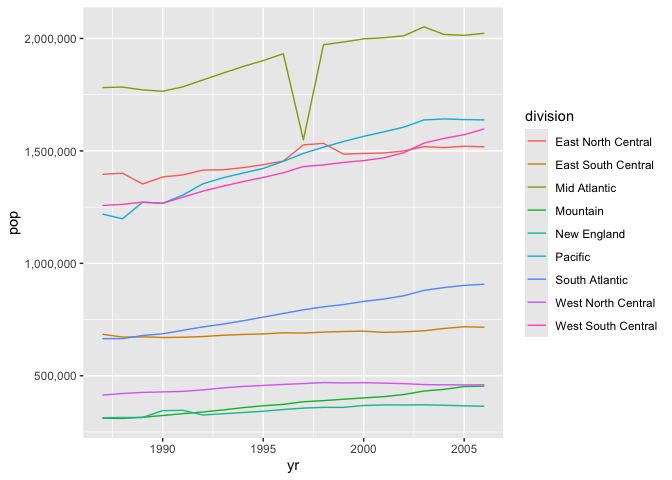 2,000,000
1,500,000
1,000,000
500,000
pop
1990
1995
2000
2005
yr
division
East North Central
East South Central
Mid Atlantic
Mountain
New England
Pacific
South Atlantic
West North Central
West South Central